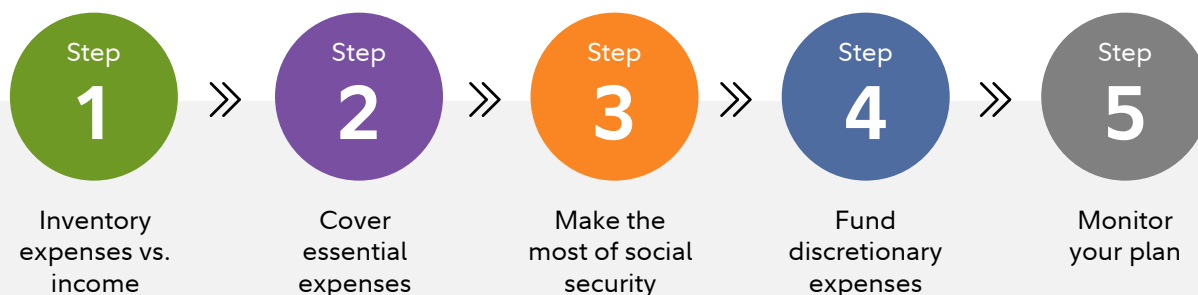 Step
1
Inventory
expenses vs.
income
Step
2
Cover
essential
expenses
Step
3
Make the
most of social
security
Step
4
Fund
discretionary
expenses
Step
5
Monitor
your plan